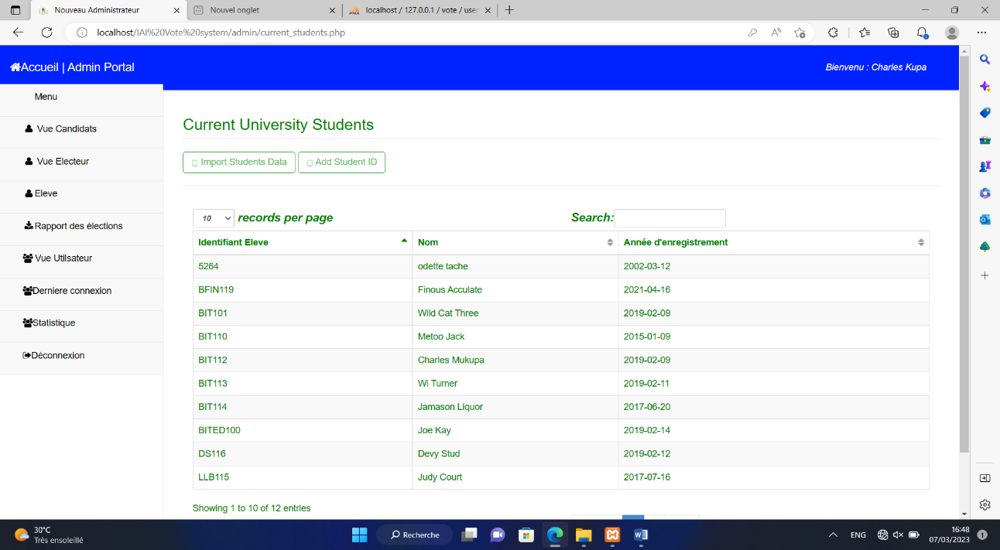 Nouveau Administrateur
Nouvel onglet
localhost / 127.0.0.1 / vote / user
localhost/IAI%20Vote%20system/admin/current_students.php
Accueil | Admin Portal
Bienvenu : Charles Kupa
Menu
Vue Candidats
Vue Electeur
Eleve
Rapport des élections
Vue Utilsateur
Derniere connexion
Statistique
Déconnexion
Current University Students
Import Students Data Add Student ID
10 records per page Search:
Identifiant Eleve Nom Année d'enregistrement
5264 odette tache 2002-03-12
BFIN119 Finous Acculate 2021-04-16
BIT101 Wild Cat Three 2019-02-09
BIT110 Metoo Jack 2015-01-09
BIT112 Charles Mukupa 2019-02-09
BIT113 WI Turner 2019-02-11
BIT114 Jamason Liquor 2017-06-20
BITED100 Joe Kay 2019-02-14
DS116 Devy Stud 2019-02-12
LLB115 Judy Court 2017-07-16
Showing 1 to 10 of 12 entries
30°C
Très ensoleillé
Recherche
ENG
16:48
07/03/2023
1